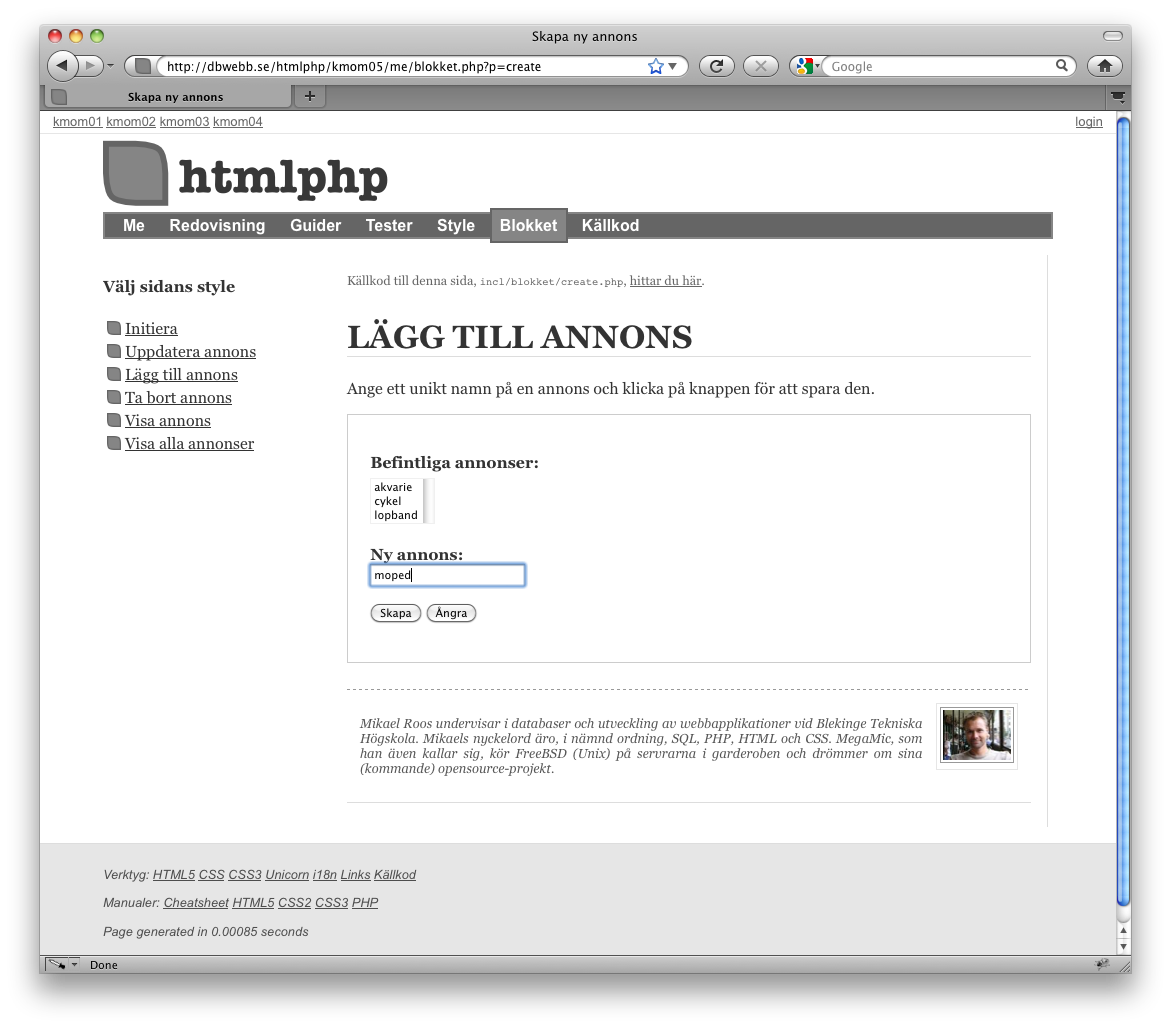 Skapa ny annons
http://dbwebb.se/htmlphp/kmom05/me/blokket.php?p=create
Google
Skapa ny annons
kmom01 kmom02 kmom03 kmom04
login
htmlphp
Me Redovisning Guider Tester Style Blokket Källkod
Välj sidans style
Initiera
Uppdatera annons
Lägg till annons
Ta bort annons
Visa annons
Visa alla annonser
Källkod till denna sida, incl/blokket/create.php, hittar du här.
LÄGG TILL ANNONS
Ange ett unikt namn på en annons och klicka på knappen för att spara den.
Befintliga annonser:
akvarie
cykel
lopband
Ny annons:
moped
Skapa Ångra
Mikael Roos undervisar i databaser och utveckling av webbapplikationer vid Blekinge Tekniska
Högskola. Mikaels nyckelord äro, i nämnd ordning, SQL, PHP, HTML och CSS. MegaMic, som
han även kallar sig, kör FreeBSD (Unix) på servrarna i garderoben och drömmer om sina
(kommande) opensource-projekt.
Verktyg: HTML5 CSS CSS3 Unicorn i18n Links Källkod
Manualer: Cheatsheet HTML5 CSS2 CSS3 PHP
Page generated in 0.00085 seconds
Done